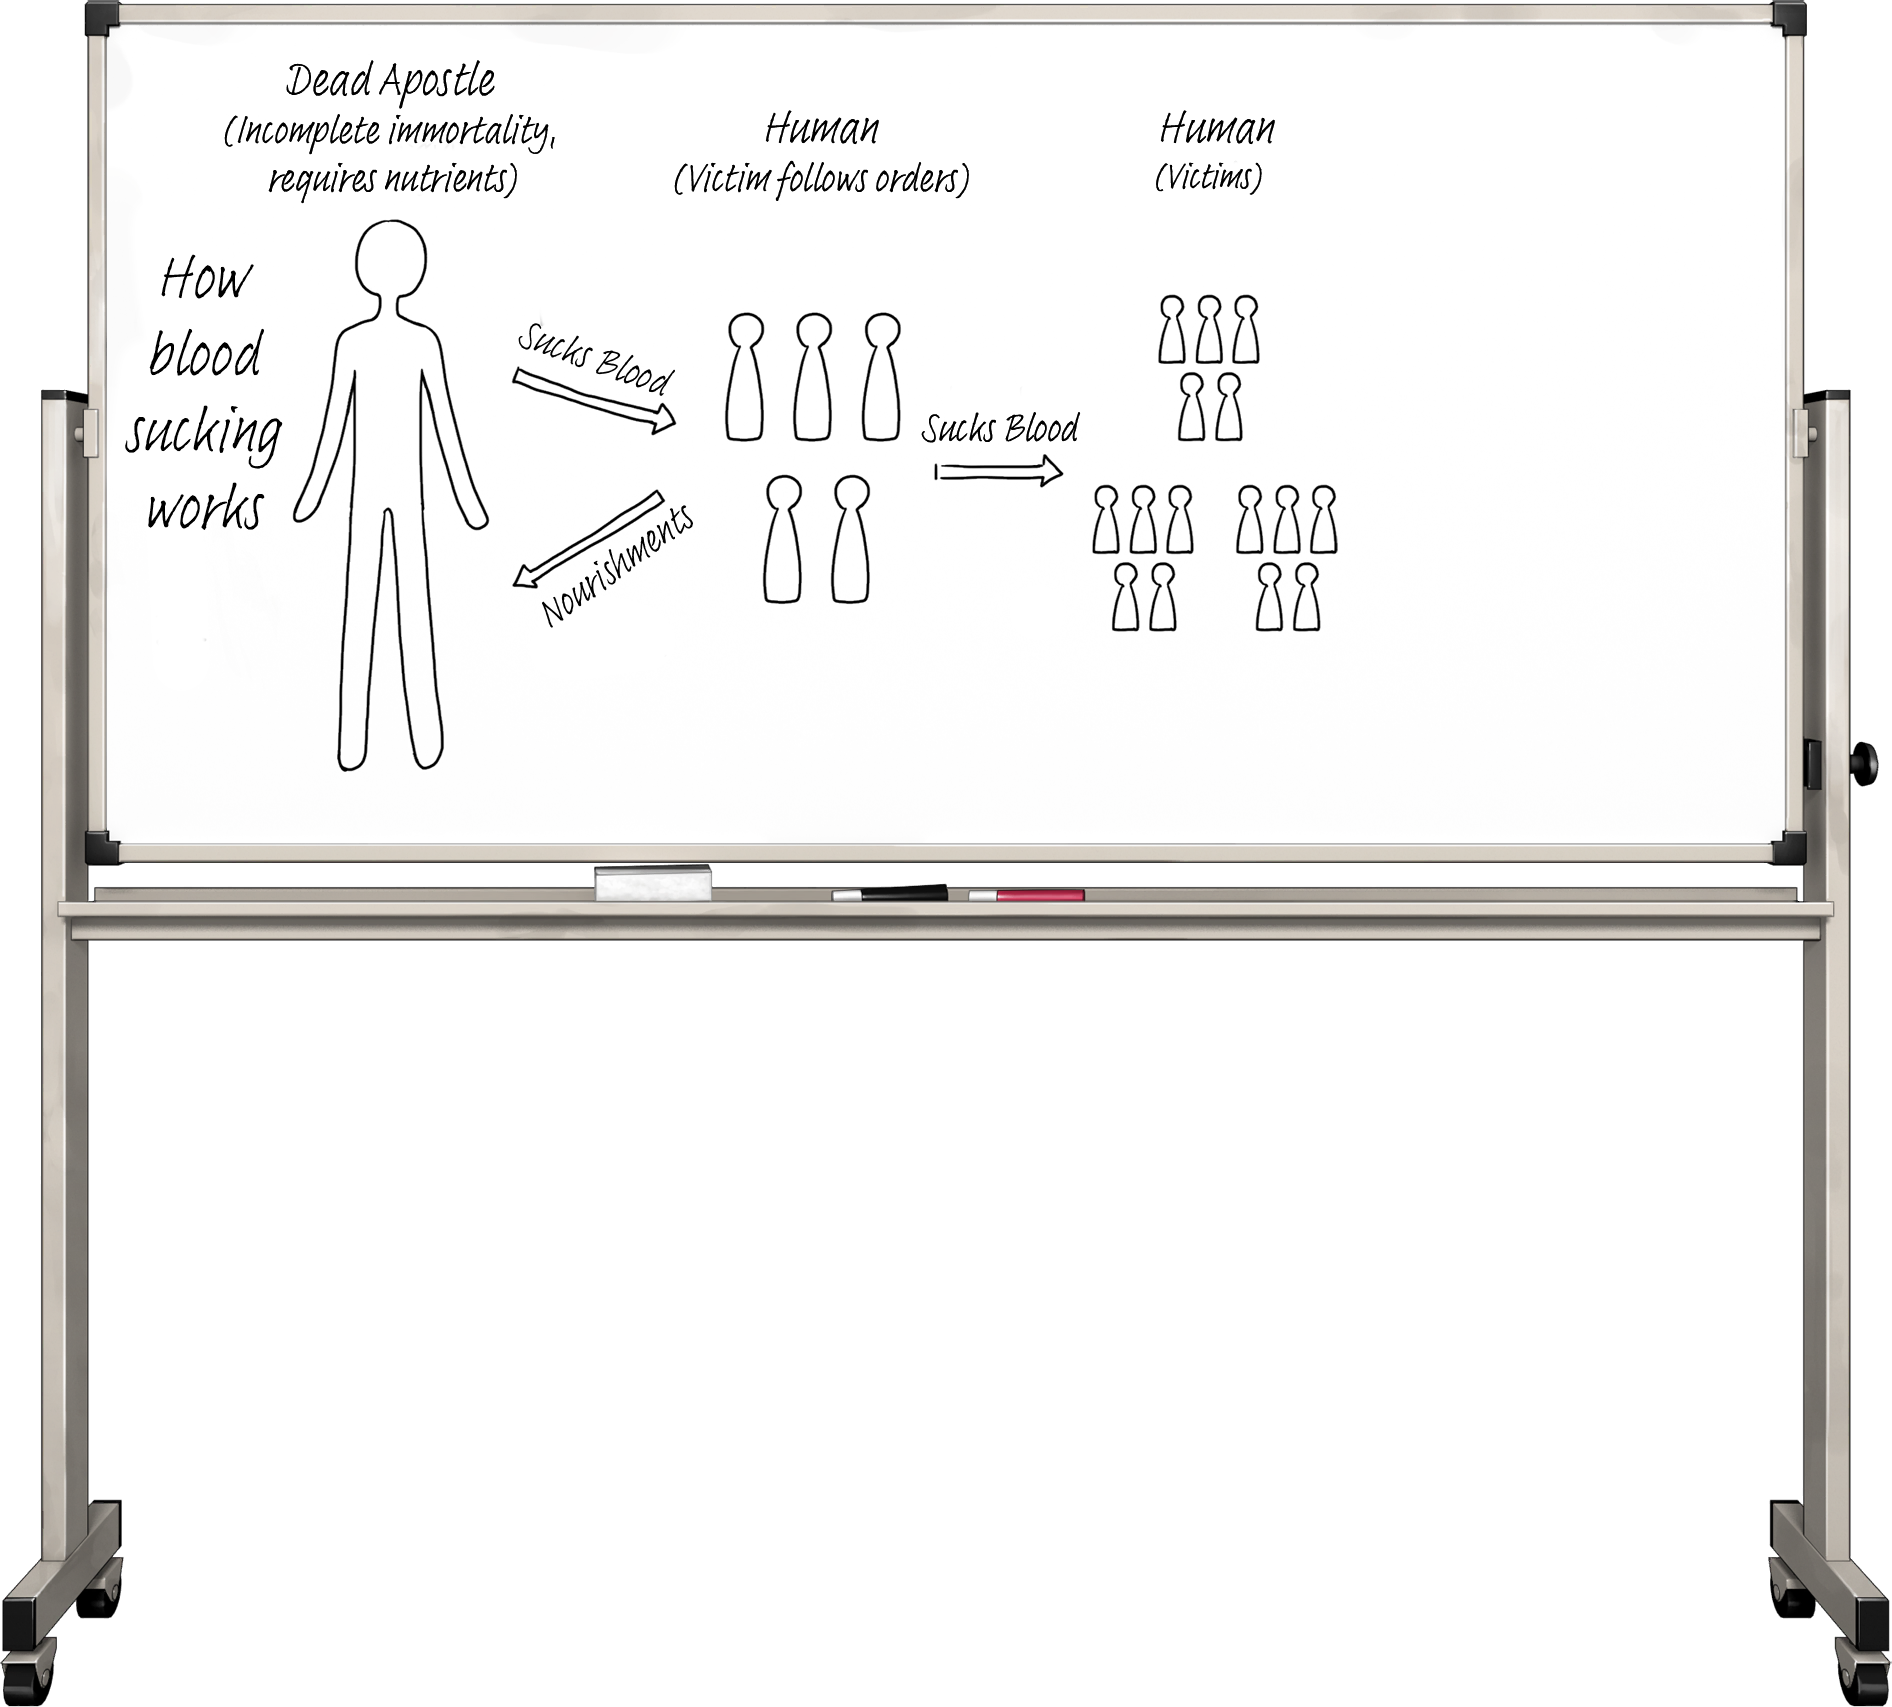 Dead Apostle
(Incomplete immortality,
requires nutrients)
Human
(Victim follows orders)
Human
(Victims)
How
blood
sucking
works
Sucks Blood
Nourishments
Sucks Blood